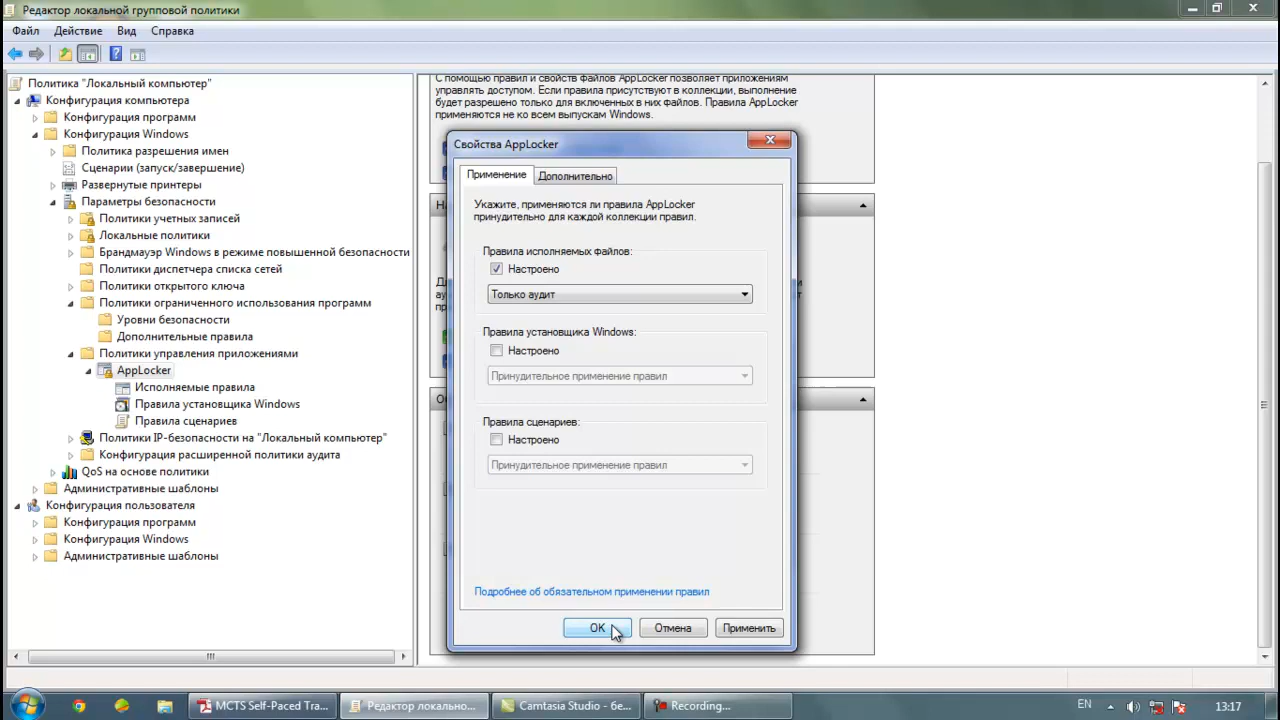 Редактор локальной групповой политики
Файл Действие Вид Справка
Политика "Локальный компьютер"
Конфигурация компьютера
Конфигурация программ
Конфигурация Windows
Политика разрешения имен
Сценарии (запуск/завершение)
Развернутые принтеры
Параметры безопасности
Политики учетных записей
Локальные политики
Брандмауэр Windows в режиме повышенной безопасности
Политики диспетчера списка сетей
Политики открытого ключа
Политики ограниченного использования программ
Уровни безопасности
Дополнительные правила
Политики управления приложениями
AppLocker
Исполняемые правила
Правила установщика Windows
Правила сценариев
Политики IP-безопасности на "Локальный компьютер"
Конфигурация расширенной политики аудита
QoS на основе политики
Административные шаблоны
Конфигурация пользователя
Конфигурация программ
Конфигурация Windows
Административные шаблоны
С помощью правил и свойств файлов AppLocker позволяет приложениям
управлять доступом. Если правила присутствуют в коллекции, выполнение
будет разрешено только для включенных в них файлов. Правила AppLocker
применяются не ко всем выпускам Windows.
Свойства AppLocker
Применение Дополнительно
Укажите, применяются ли правила AppLocker
принудительно для каждой коллекции правил.
Правила исполняемых файлов:
Настроено
Только аудит
Правила установщика Windows:
Настроено
Принудительное применение правил
Правила сценариев:
Настроено
Принудительное применение правил
Подробнее об обязательном применении правил
OK Отмена Применить
MCTS Self-Paced Tra... Редактор локально... Camtasia Studio - бе... Recording... EN 13:17